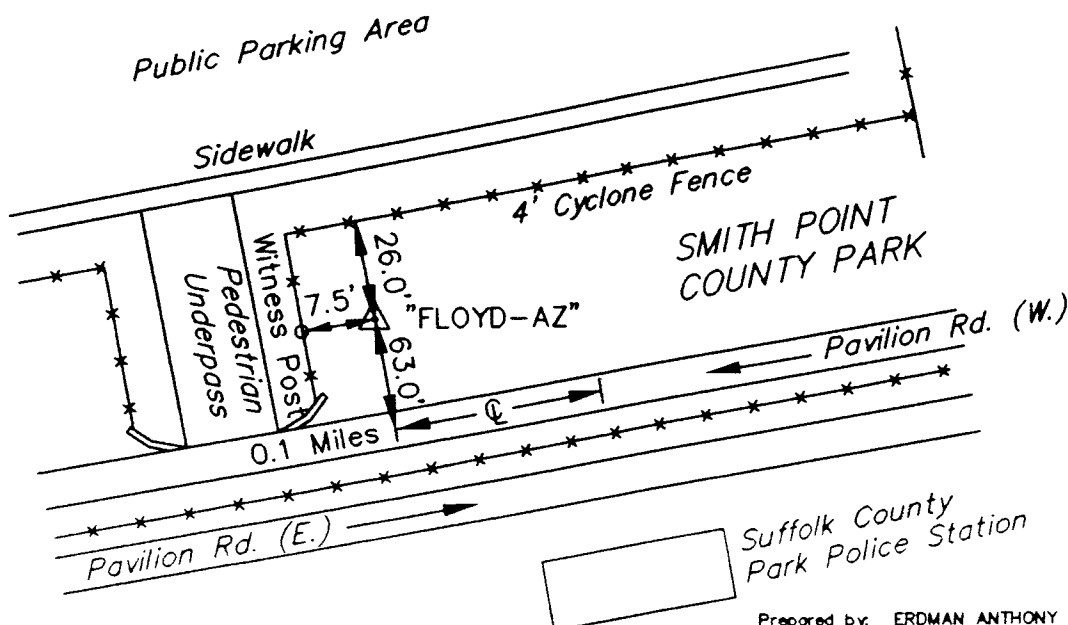 Public Parking Area
Sidewalk
4' Cyclone Fence
SMITH POINT
COUNTY PARK
Witness Post
Pedestrian
Underpass
26.0'
7.5'
"FLOYD-AZ"
63.0'
Pavilion Rd. (W.)
℄
0.1 Miles
Pavilion Rd. (E.)
Suffolk County
Park Police Station
Prepared by: ERDMAN ANTHONY